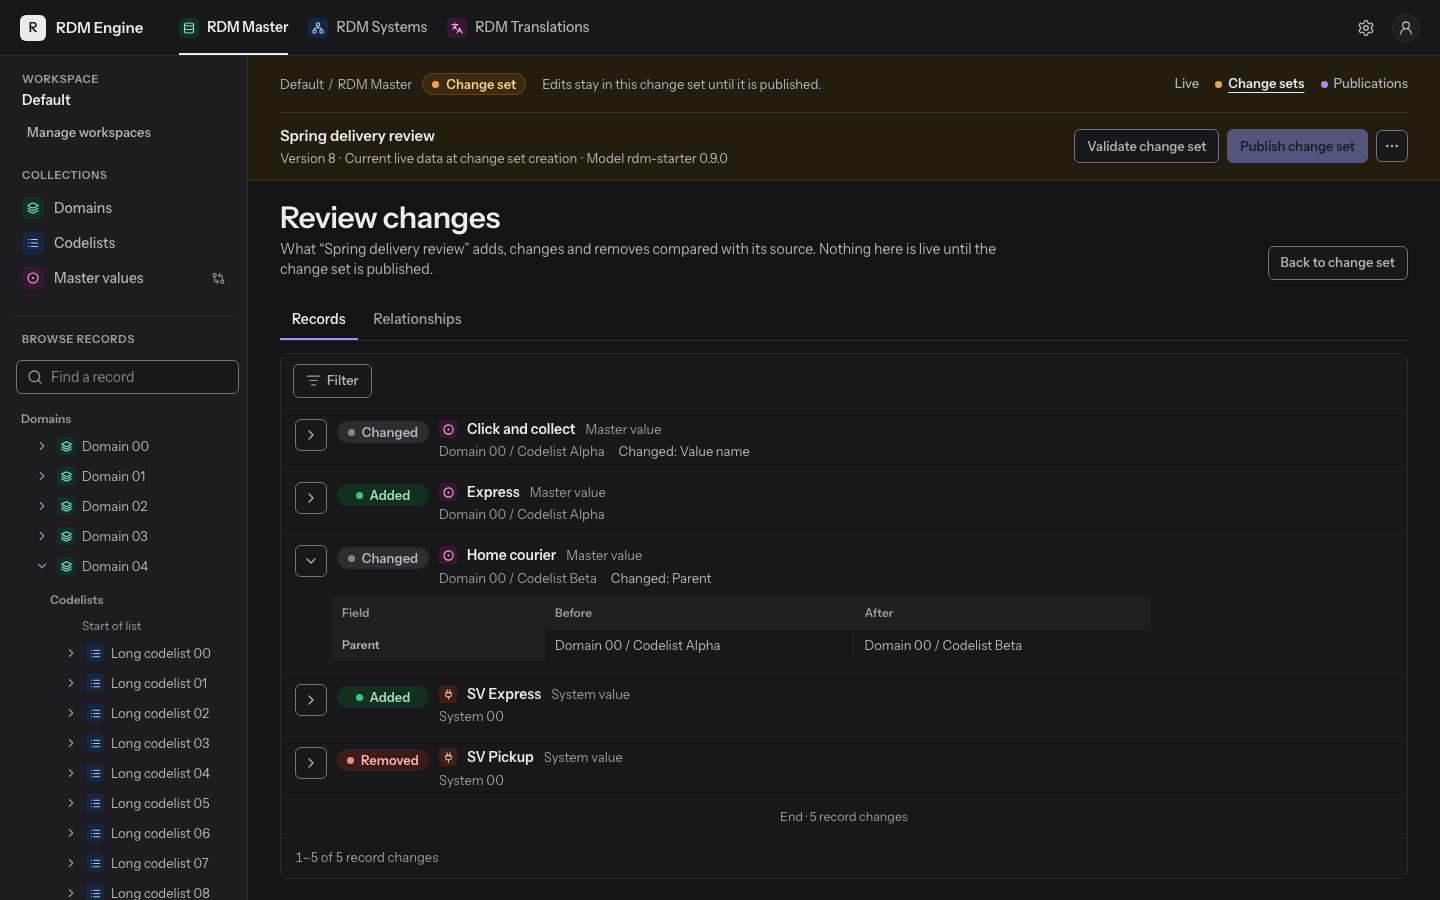 R RDM Engine RDM Master RDM Systems RDM Translations
WORKSPACE
Default
Manage workspaces
COLLECTIONS
Domains
Codelists
Master values
BROWSE RECORDS
Find a record
Domains
Domain 00
Domain 01
Domain 02
Domain 03
Domain 04
Codelists
Start of list
Long codelist 00
Long codelist 01
Long codelist 02
Long codelist 03
Long codelist 04
Long codelist 05
Long codelist 06
Long codelist 07
Long codelist 08
Default / RDM Master Change set Edits stay in this change set until it is published. Live Change sets Publications
Spring delivery review
Version 8 · Current live data at change set creation · Model rdm-starter 0.9.0
Validate change set Publish change set
Review changes
What “Spring delivery review” adds, changes and removes compared with its source. Nothing here is live until the
change set is published.
Back to change set
Records Relationships
Filter
Changed Click and collect Master value
Domain 00 / Codelist Alpha Changed: Value name
Added Express Master value
Domain 00 / Codelist Alpha
Changed Home courier Master value
Domain 00 / Codelist Beta Changed: Parent
Field Before After
Parent Domain 00 / Codelist Alpha Domain 00 / Codelist Beta
Added SV Express System value
System 00
Removed SV Pickup System value
System 00
End · 5 record changes
1–5 of 5 record changes